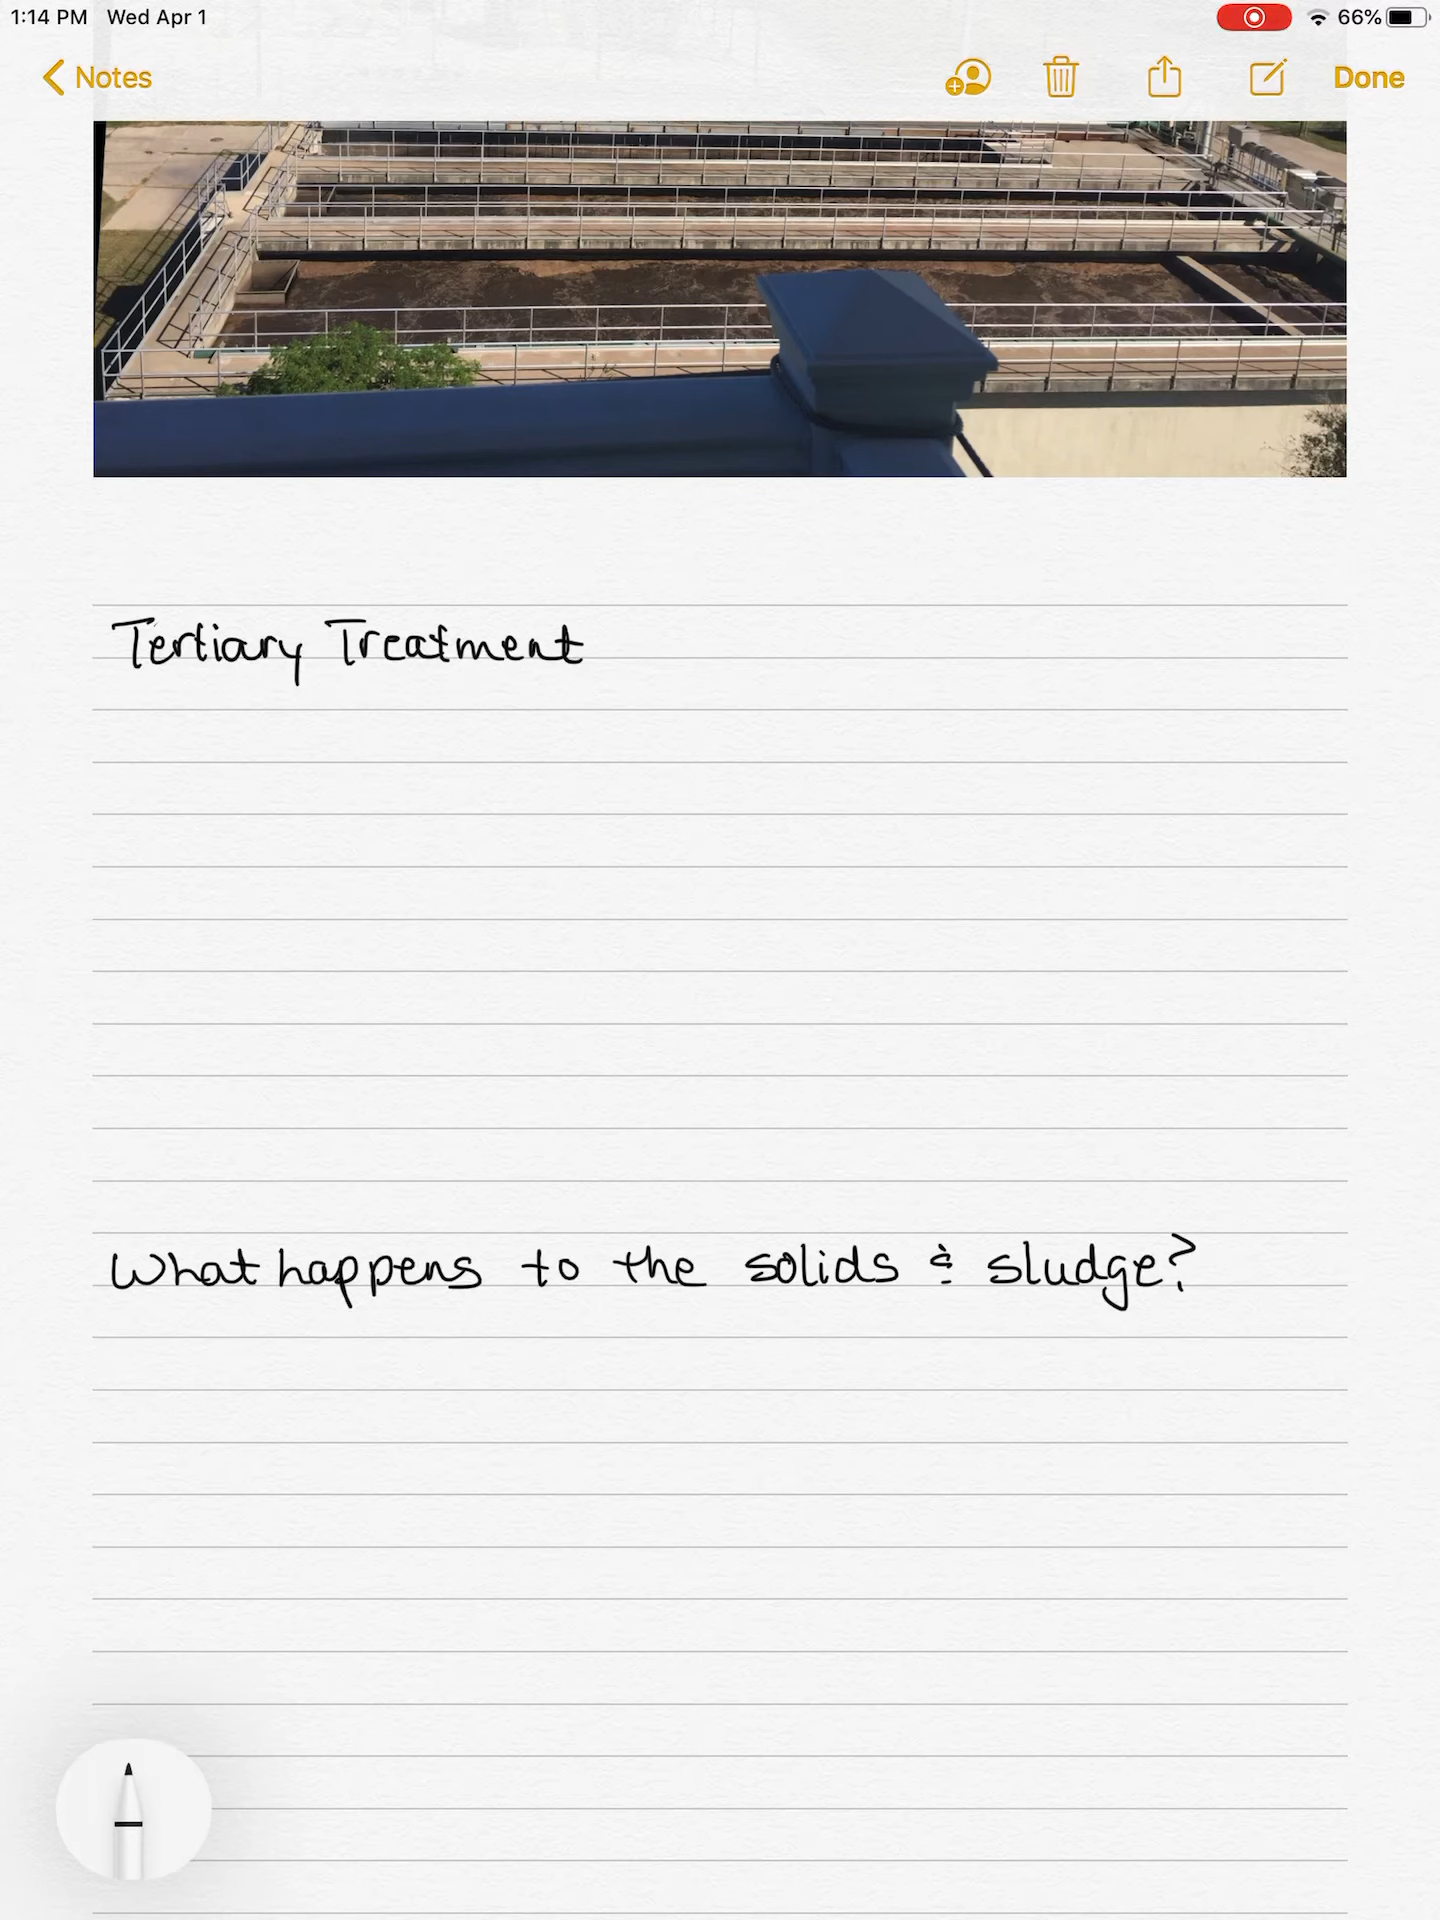 1:14 PM Wed Apr 1 66%
Notes Done
Tertiary Treatment
What happens to the solids & sludge?